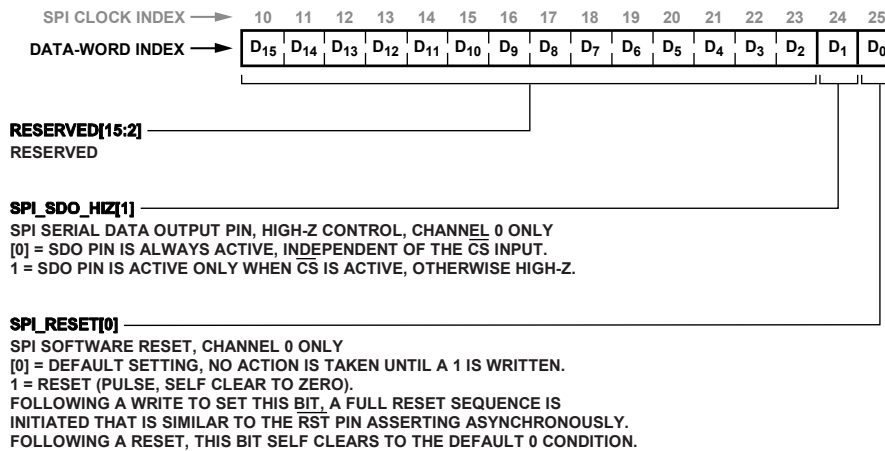 SPI CLOCK INDEX 10 11 12 13 14 15 16 17 18 19 20 21 22 23 24 25
DATA-WORD INDEX D15 D14 D13 D12 D11 D10 D9 D8 D7 D6 D5 D4 D3 D2 D1 D0
RESERVED[15:2]
RESERVED
SPI_SDO_HIZ[1]
SPI SERIAL DATA OUTPUT PIN, HIGH-Z CONTROL, CHANNEL 0 ONLY
[0] = SDO PIN IS ALWAYS ACTIVE, INDEPENDENT OF THE C̅S̅ INPUT.
1 = SDO PIN IS ACTIVE ONLY WHEN C̅S̅ IS ACTIVE, OTHERWISE HIGH-Z.
SPI_RESET[0]
SPI SOFTWARE RESET, CHANNEL 0 ONLY
[0] = DEFAULT SETTING, NO ACTION IS TAKEN UNTIL A 1 IS WRITTEN.
1 = RESET (PULSE, SELF CLEAR TO ZERO).
FOLLOWING A WRITE TO SET THIS BIT, A FULL RESET SEQUENCE IS
INITIATED THAT IS SIMILAR TO THE R̅S̅T̅ PIN ASSERTING ASYNCHRONOUSLY.
FOLLOWING A RESET, THIS BIT SELF CLEARS TO THE DEFAULT 0 CONDITION.